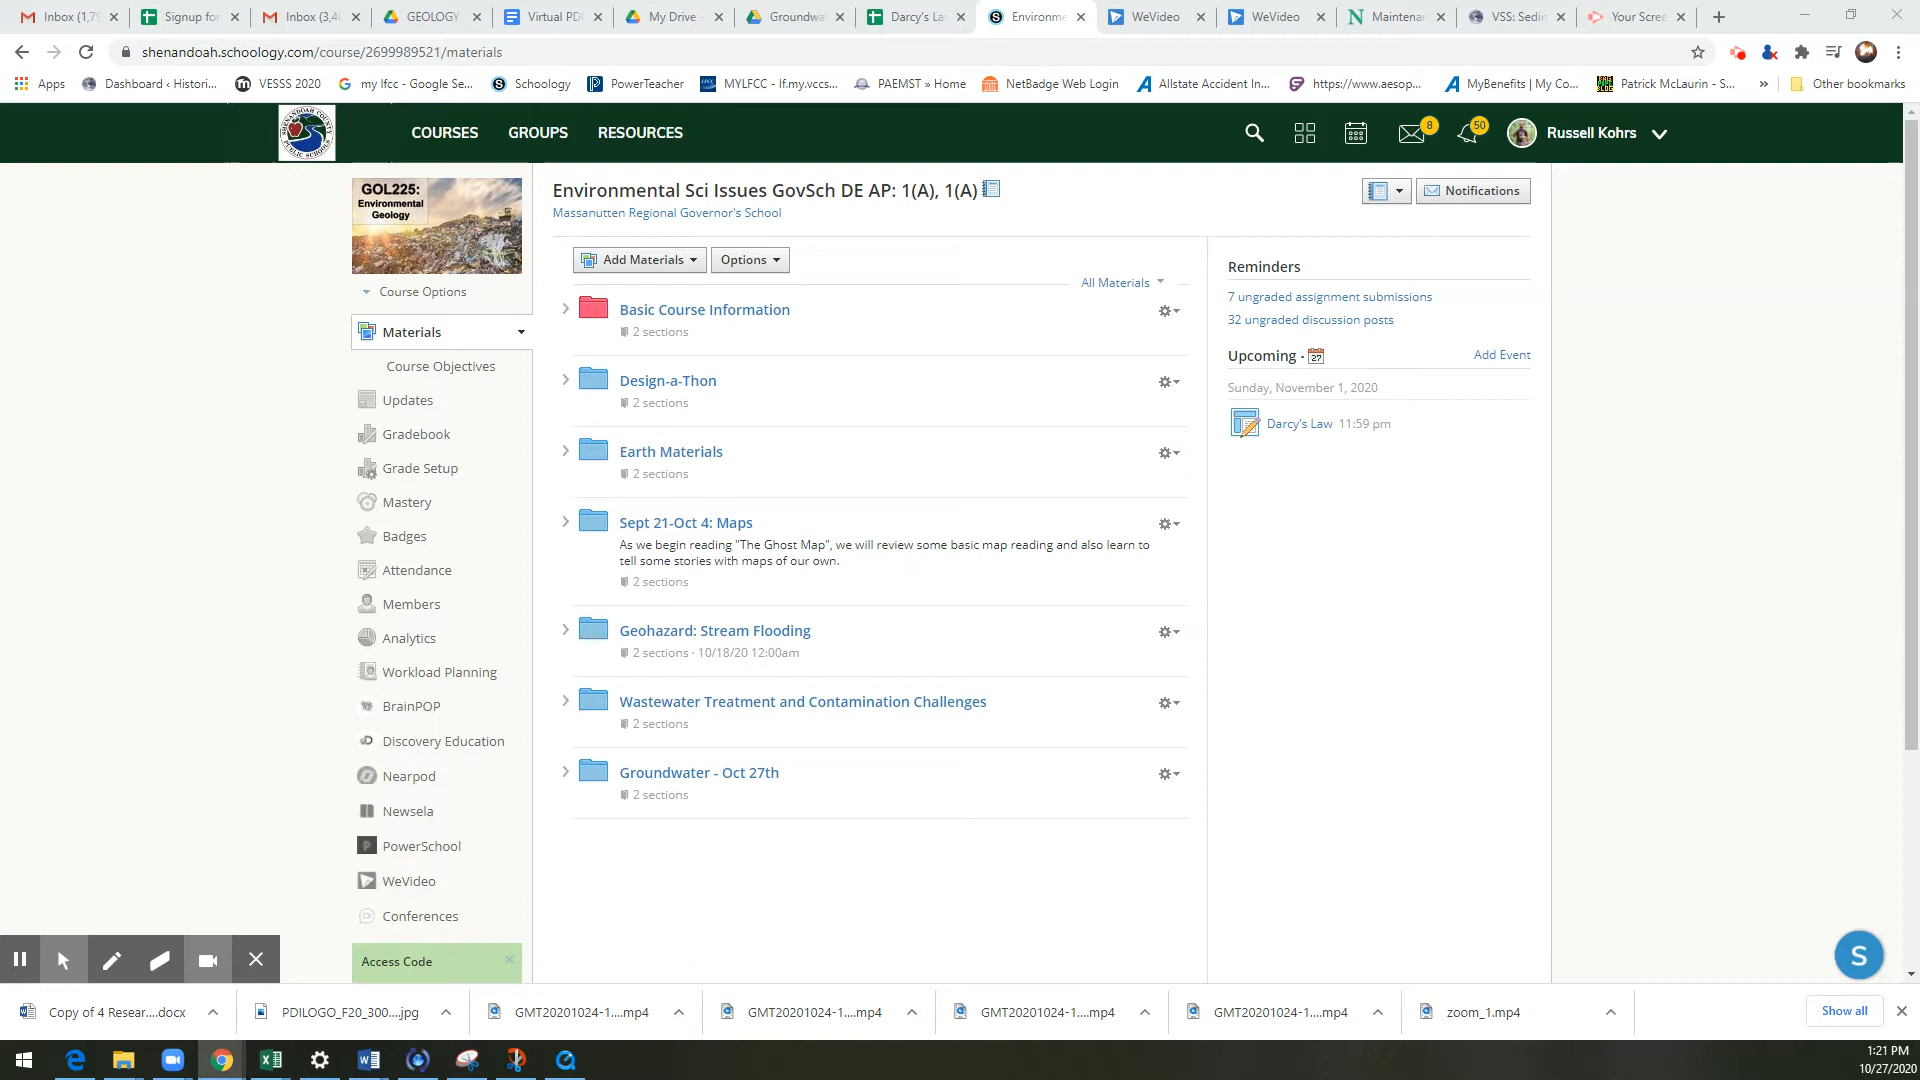 Inbox (1,79
Signup for
Inbox (3,40
GEOLOGY
Virtual PDI
My Drive -
Groundwa
Darcy's La
Environme
WeVideo
WeVideo
Maintenan
VSS: Sedin
Your Scree
shenandoah.schoology.com/course/2699989521/materials
Apps
Dashboard ‹ Histori...
VESSS 2020
my lfcc - Google Se...
Schoology
PowerTeacher
MYLFCC - lf.my.vccs...
PAEMST » Home
NetBadge Web Login
Allstate Accident In...
https://www.aesop...
MyBenefits | My Co...
Patrick McLaurin - S...
»
Other bookmarks
COURSES
GROUPS
RESOURCES
8
50
Russell Kohrs
GOL225:
Environmental
Geology
Course Options
Materials
Course Objectives
Updates
Gradebook
Grade Setup
Mastery
Badges
Attendance
Members
Analytics
Workload Planning
BrainPOP
Discovery Education
Nearpod
Newsela
PowerSchool
WeVideo
Conferences
Access Code
Environmental Sci Issues GovSch DE AP: 1(A), 1(A)
Massanutten Regional Governor's School
Notifications
Add Materials
Options
All Materials
Basic Course Information
2 sections
Design-a-Thon
2 sections
Earth Materials
2 sections
Sept 21-Oct 4: Maps
As we begin reading "The Ghost Map", we will review some basic map reading and also learn to
tell some stories with maps of our own.
2 sections
Geohazard: Stream Flooding
2 sections · 10/18/20 12:00am
Wastewater Treatment and Contamination Challenges
2 sections
Groundwater - Oct 27th
2 sections
Reminders
7 ungraded assignment submissions
32 ungraded discussion posts
Upcoming · 27
Add Event
Sunday, November 1, 2020
Darcy's Law 11:59 pm
S
Copy of 4 Resear....docx
PDILOGO_F20_300....jpg
GMT20201024-1....mp4
GMT20201024-1....mp4
GMT20201024-1....mp4
GMT20201024-1....mp4
zoom_1.mp4
Show all
1:21 PM
10/27/2020